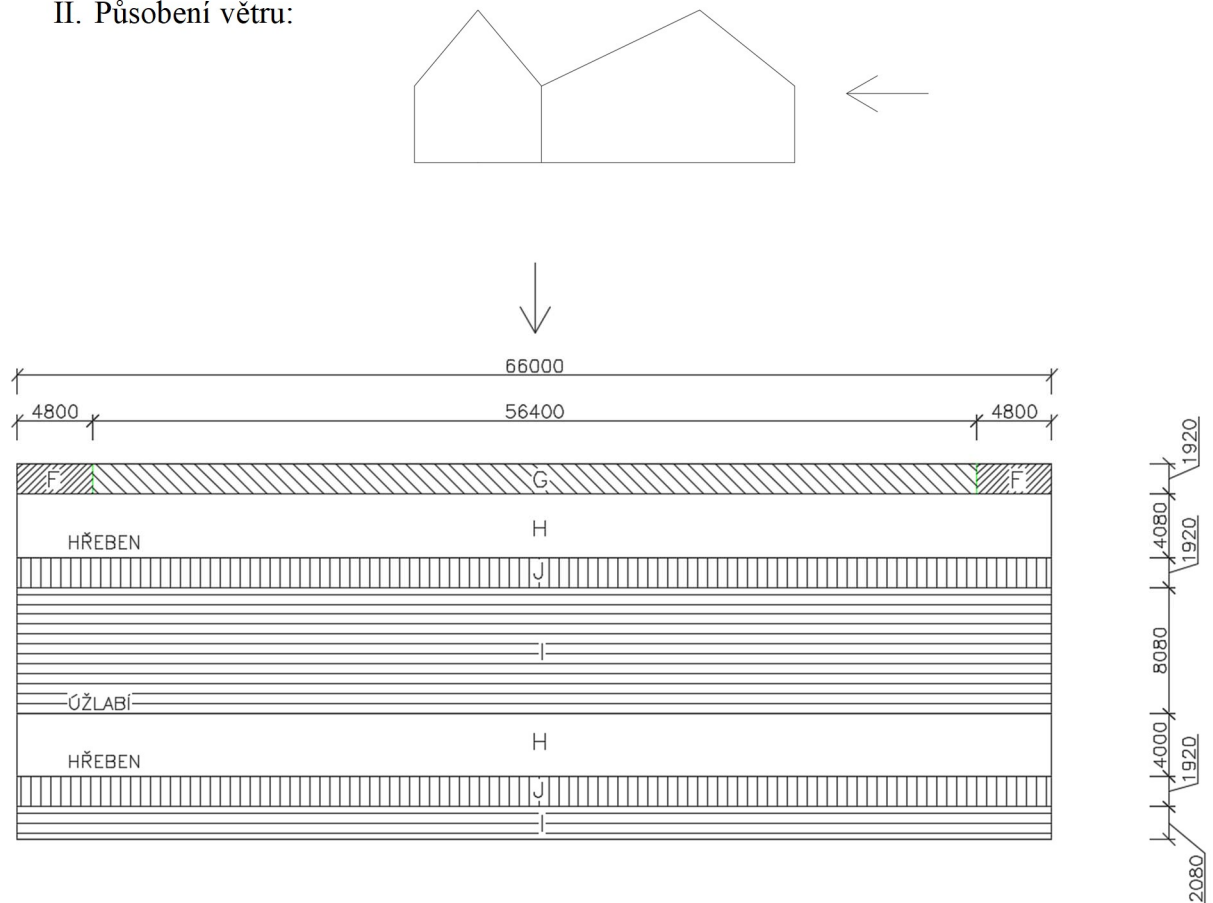 II. Působení větru:
66000
4800 56400 4800
1920
F G F
4080
H
1920
HŘEBEN
J
8080
I
ÚŽLABÍ
4000
H
1920
HŘEBEN
J
I
2080